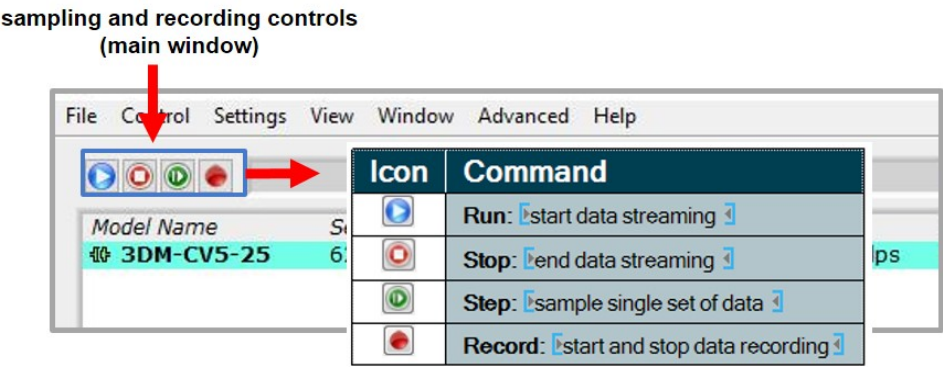 sampling and recording controls
(main window)
File Control Settings View Window Advanced Help
Icon Command
Run: start data streaming
Stop: end data streaming
Step: sample single set of data
Record: start and stop data recording
Model Name
3DM-CV5-25